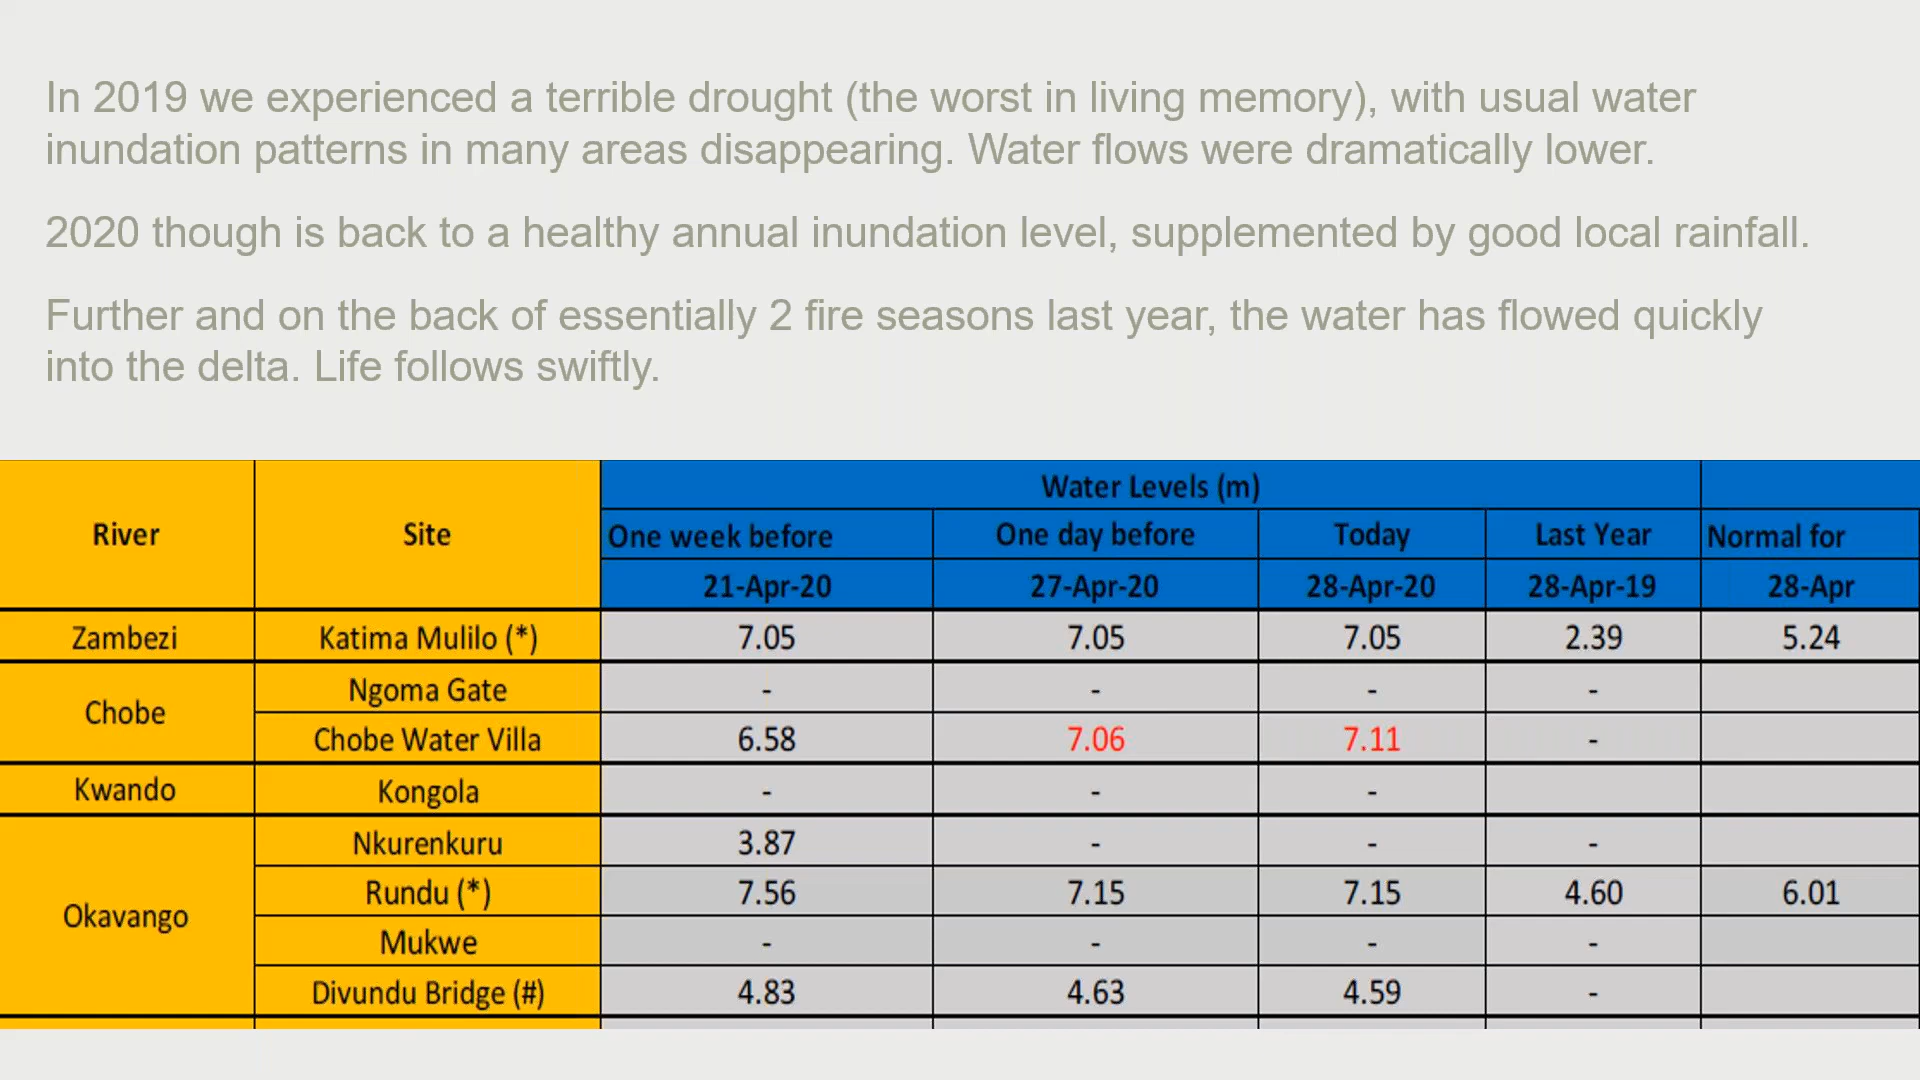 In 2019 we experienced a terrible drought (the worst in living memory), with usual water
inundation patterns in many areas disappearing. Water flows were dramatically lower.
2020 though is back to a healthy annual inundation level, supplemented by good local rainfall.
Further and on the back of essentially 2 fire seasons last year, the water has flowed quickly
into the delta. Life follows swiftly.
River Site Water Levels (m)
One week before One day before Today Last Year Normal for
21-Apr-20 27-Apr-20 28-Apr-20 28-Apr-19 28-Apr
Zambezi Katima Mulilo (*) 7.05 7.05 7.05 2.39 5.24
Chobe Ngoma Gate - - - -
Chobe Water Villa 6.58 7.06 7.11 -
Kwando Kongola - - -
Okavango Nkurenkuru 3.87 - - -
Rundu (*) 7.56 7.15 7.15 4.60 6.01
Mukwe - - - -
Divundu Bridge (#) 4.83 4.63 4.59 -